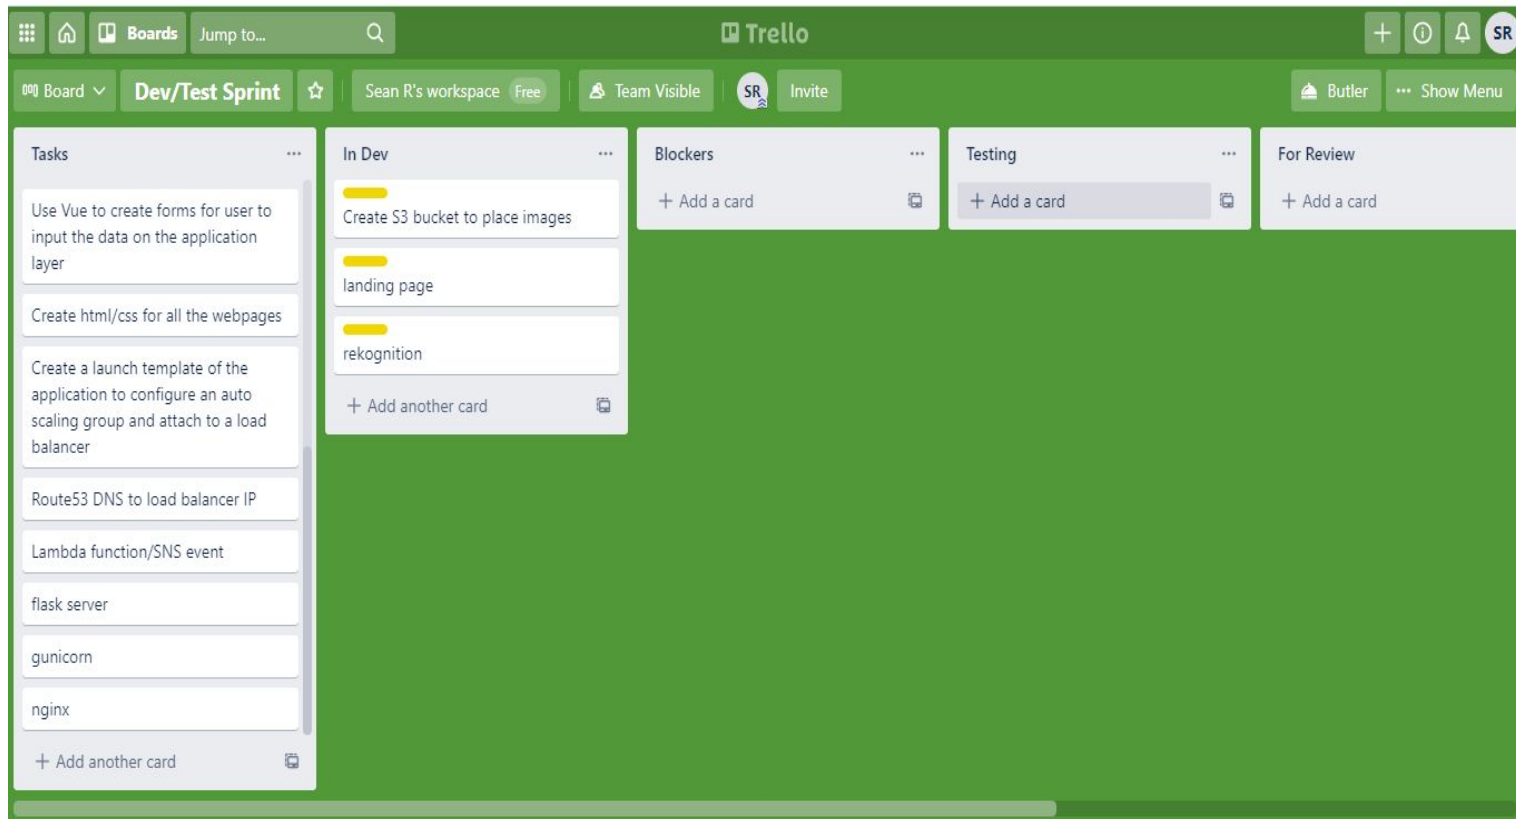 Boards
Jump to...
Trello
SR
Board
Dev/Test Sprint
Sean R's workspace Free
Team Visible
SR
Invite
Butler
... Show Menu
Tasks
Use Vue to create forms for user to
input the data on the application
layer
Create html/css for all the webpages
Create a launch template of the
application to configure an auto
scaling group and attach to a load
balancer
Route53 DNS to load balancer IP
Lambda function/SNS event
flask server
gunicorn
nginx
+ Add another card
In Dev
Create S3 bucket to place images
landing page
rekognition
+ Add another card
Blockers
+ Add a card
Testing
+ Add a card
For Review
+ Add a card